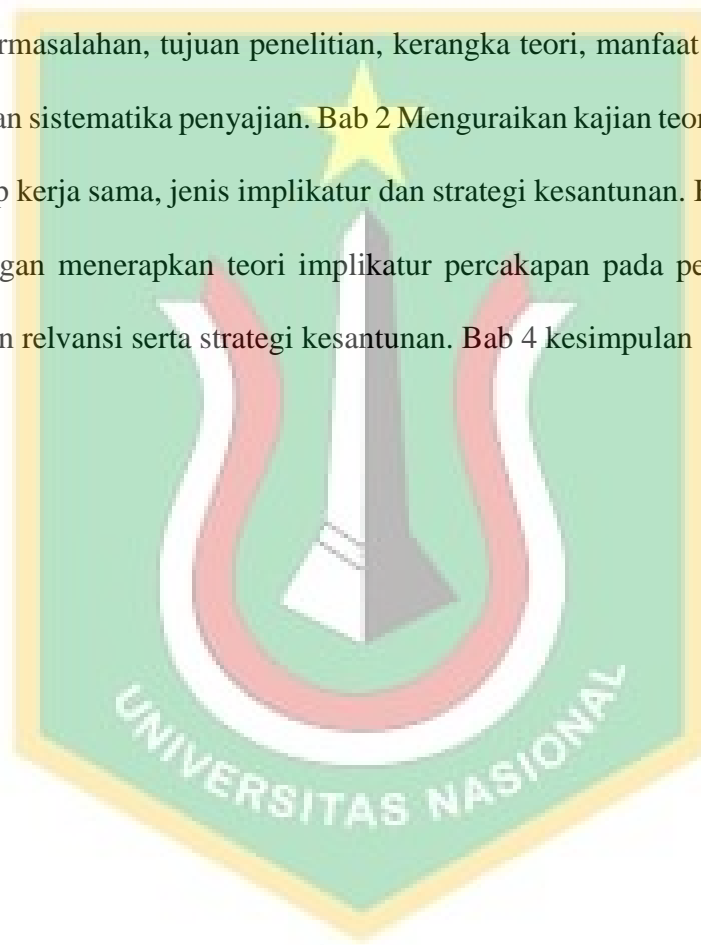 rmasalahan, tujuan penelitian, kerangka teori, manfaat
an sistematika penyajian. Bab 2 Menguraikan kajian teor
p kerja sama, jenis implikatur dan strategi kesantunan. B
gan menerapkan teori implikatur percakapan pada pe
n relvansi serta strategi kesantunan. Bab 4 kesimpulan
UNIVERSITAS NASIONAL